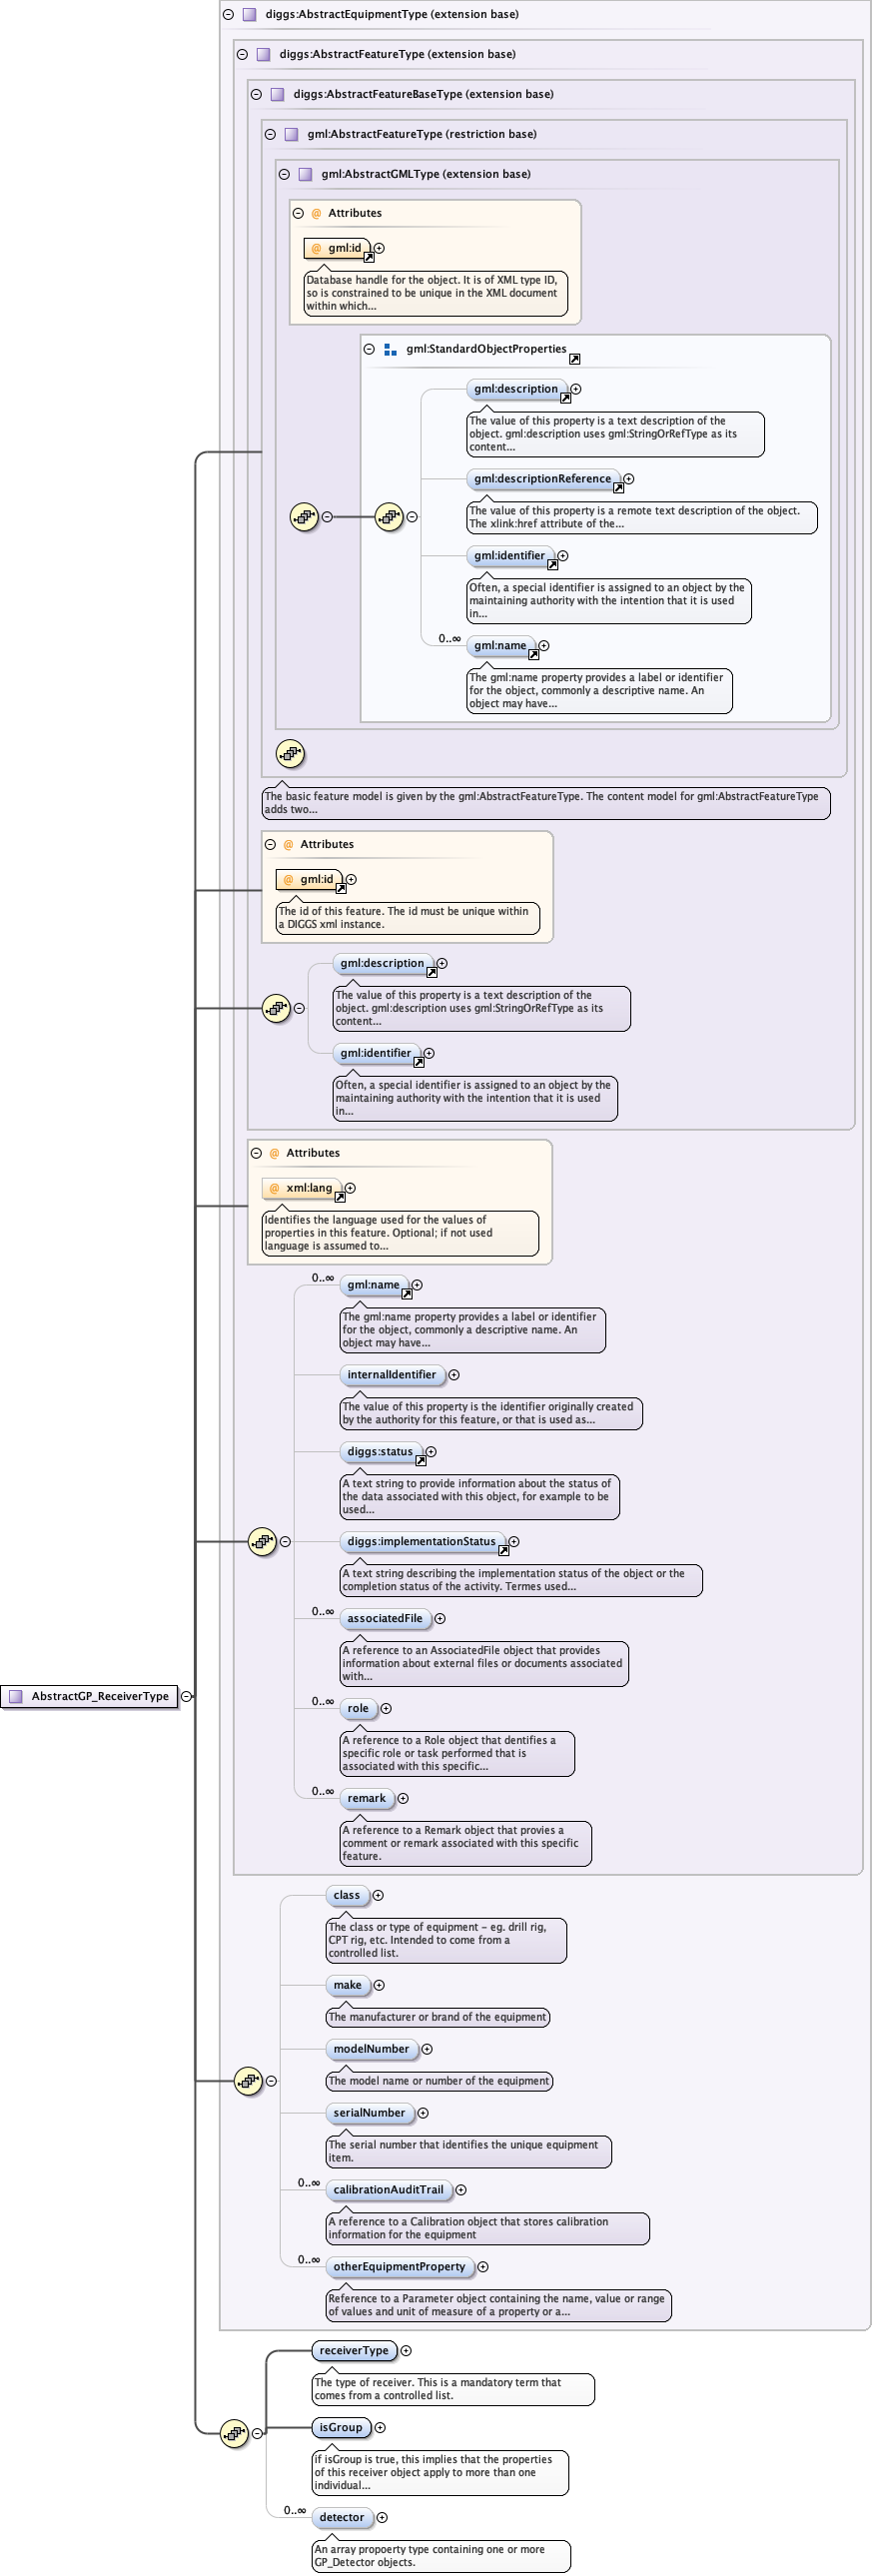 diggs:AbstractEquipmentType (extension base)
diggs:AbstractFeatureType (extension base)
diggs:AbstractFeatureBaseType (extension base)
gml:AbstractFeatureType (restriction base)
gml:AbstractGMLType (extension base)
@ Attributes
@ gml:id
Database handle for the object. It is of XML type ID,
so is constrained to be unique in the XML document
within which...
gml:StandardObjectProperties
gml:description
The value of this property is a text description of the
object. gml:description uses gml:StringOrRefType as its
content...
gml:descriptionReference
The value of this property is a remote text description of the object.
The xlink:href attribute of the...
gml:identifier
Often, a special identifier is assigned to an object by the
maintaining authority with the intention that it is used
in...
0..∞
gml:name
The gml:name property provides a label or identifier
for the object, commonly a descriptive name. An
object may have...
The basic feature model is given by the gml:AbstractFeatureType. The content model for gml:AbstractFeatureType
adds two...
@ Attributes
@ gml:id
The id of this feature. The id must be unique within
a DIGGS xml instance.
gml:description
The value of this property is a text description of the
object. gml:description uses gml:StringOrRefType as its
content...
gml:identifier
Often, a special identifier is assigned to an object by the
maintaining authority with the intention that it is used
in...
@ Attributes
@ xml:lang
Identifies the language used for the values of
properties in this feature. Optional; if not used
language is assumed to...
0..∞
gml:name
The gml:name property provides a label or identifier
for the object, commonly a descriptive name. An
object may have...
internalIdentifier
The value of this property is the identifier originally created
by the authority for this feature, or that is used as...
diggs:status
A text string to provide information about the status of
the data associated with this object, for example to be
used...
diggs:implementationStatus
A text string describing the implementation status of the object or the
completion status of the activity. Termes used...
0..∞
associatedFile
A reference to an AssociatedFile object that provides
information about external files or documents associated
with...
AbstractGP_ReceiverType
0..∞
role
A reference to a Role object that dentifies a
specific role or task performed that is
associated with this specific...
0..∞
remark
A reference to a Remark object that provies a
comment or remark associated with this specific
feature.
class
The class or type of equipment - eg. drill rig,
CPT rig, etc. Intended to come from a
controlled list.
make
The manufacturer or brand of the equipment
modelNumber
The model name or number of the equipment
serialNumber
The serial number that identifies the unique equipment
item.
0..∞
calibrationAuditTrail
A reference to a Calibration object that stores calibration
information for the equipment
0..∞
otherEquipmentProperty
Reference to a Parameter object containing the name, value or range
of values and unit of measure of a property or a...
receiverType
The type of receiver. This is a mandatory term that
comes from a controlled list.
isGroup
if isGroup is true, this implies that the properties
of this receiver object apply to more than one
individual...
0..∞
detector
An array propoerty type containing one or more
GP_Detector objects.